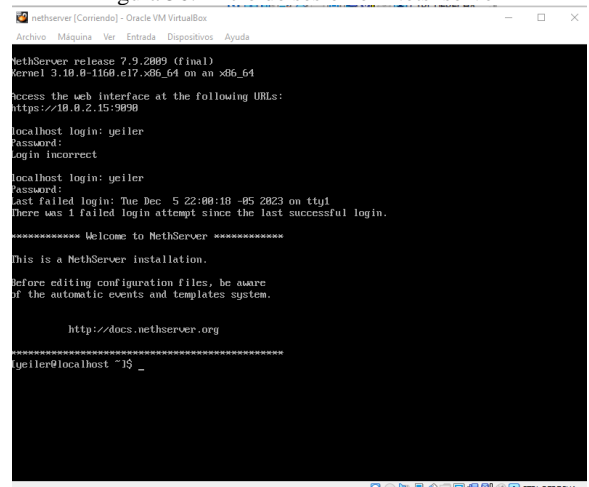 nethserver [Corriendo] - Oracle VM VirtualBox
Archivo Máquina Ver Entrada Dispositivos Ayuda
NethServer release 7.9.2009 (final)
Kernel 3.10.0-1160.el7.x86_64 on an x86_64
Access the web interface at the following URLs:
https://10.0.2.15:9090
localhost login: yeiler
Password:
Login incorrect
localhost login: yeiler
Password:
Last failed login: Tue Dec 5 22:00:18 -05 2023 on tty1
There was 1 failed login attempt since the last successful login.
************ Welcome to NethServer ************
This is a NethServer installation.
Before editing configuration files, be aware
of the automatic events and templates system.
http://docs.nethserver.org
***********************************************
[yeiler@localhost ~]$ _